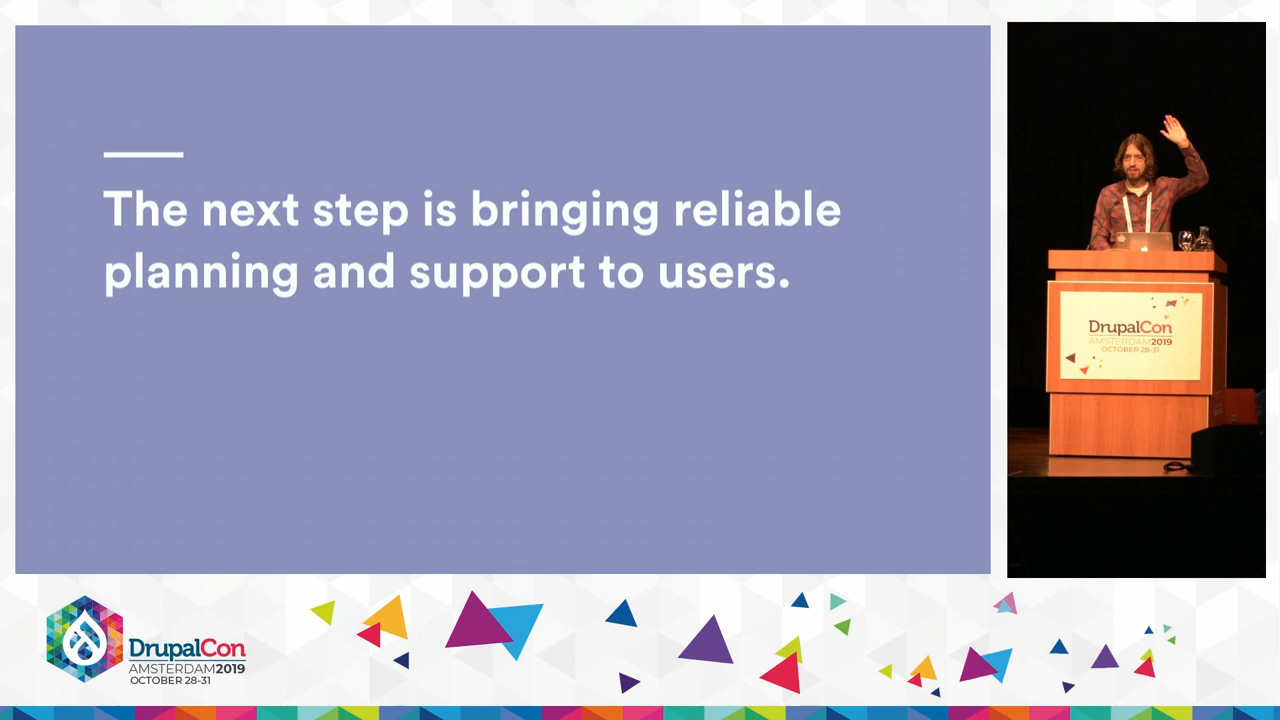 The next step is bringing reliable
planning and support to users.
DrupalCon
AMSTERDAM2019
OCTOBER 28-31
DrupalCon
AMSTERDAM2019
OCTOBER 28-31